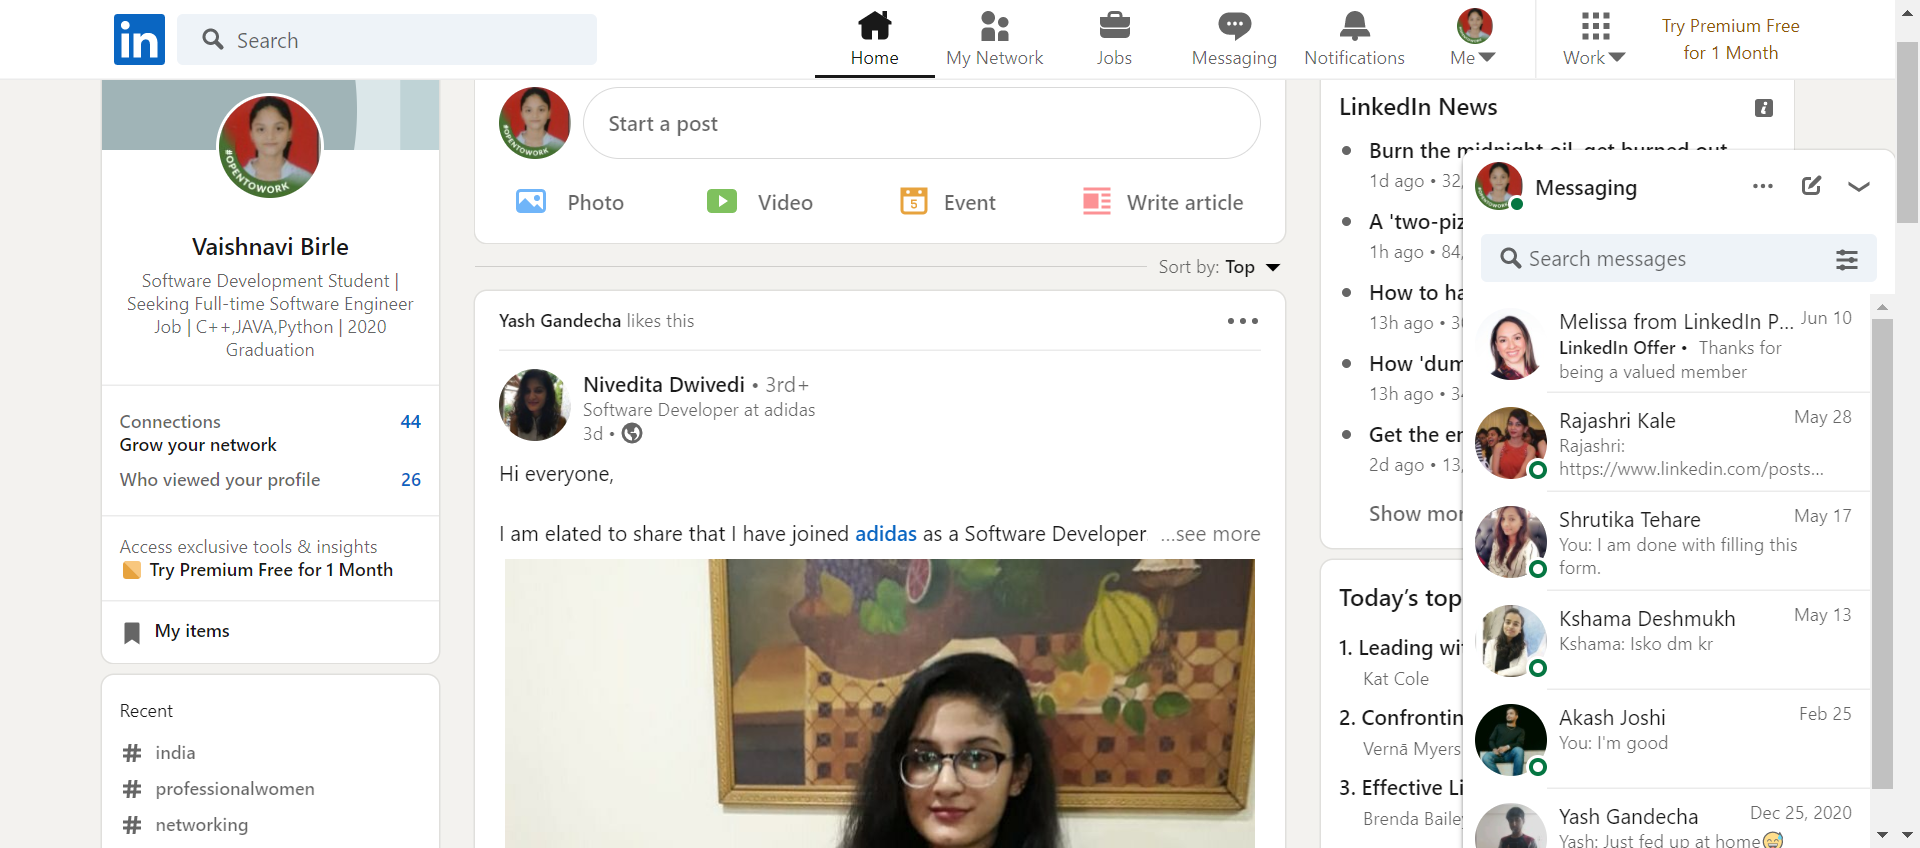 in
Search
Home
My Network
Jobs
Messaging
Notifications
Me
Work
Try Premium Free
for 1 Month
#OPENTOWORK
Vaishnavi Birle
Software Development Student |
Seeking Full-time Software Engineer
Job | C++,JAVA,Python | 2020
Graduation
Connections
44
Grow your network
Who viewed your profile
26
Access exclusive tools & insights
Try Premium Free for 1 Month
My items
Recent
# india
# professionalwomen
# networking
#OPENTOWORK
Start a post
Photo
Video
5
Event
Write article
Sort by: Top
Yash Gandecha likes this
Nivedita Dwivedi • 3rd+
Software Developer at adidas
3d •
Hi everyone,
I am elated to share that I have joined adidas as a Software Developer
...see more
LinkedIn News
Burn the midnight oil, get burned out
1d ago • 32,
A 'two-piz
1h ago • 84,
How to ha
13h ago •
How 'dum
13h ago •
Get the er
2d ago • 13,
Show mor
Today's top
1. Leading wi
Kat Cole
2. Confrontin
Vernā Myers
3. Effective Li
Brenda Baile
Messaging
Search messages
Melissa from LinkedIn P...
Jun 10
LinkedIn Offer • Thanks for
being a valued member
Rajashri Kale
May 28
Rajashri:
https://www.linkedin.com/posts...
Shrutika Tehare
May 17
You: I am done with filling this
form.
Kshama Deshmukh
May 13
Kshama: Isko dm kr
Akash Joshi
Feb 25
You: I'm good
Yash Gandecha
Dec 25, 2020
Yash: Just fed up at home😅